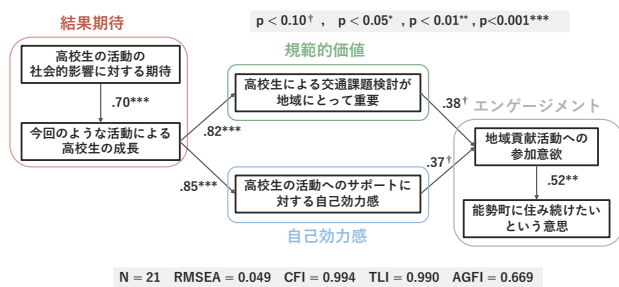 結果期待
p < 0.10† , p < 0.05* , p < 0.01** , p<0.001***
規範的価値
高校生の活動の
社会的影響に対する期待
高校生による交通課題検討が
地域にとって重要
.70***
.38†
エンゲージメント
今回のような活動による
高校生の成長
.82***
地域貢献活動への
参加意欲
.37†
.85***
高校生の活動へのサポートに
対する自己効力感
.52**
能勢町に住み続けたい
という意思
自己効力感
N = 21 RMSEA = 0.049 CFI = 0.994 TLI = 0.990 AGFI = 0.669